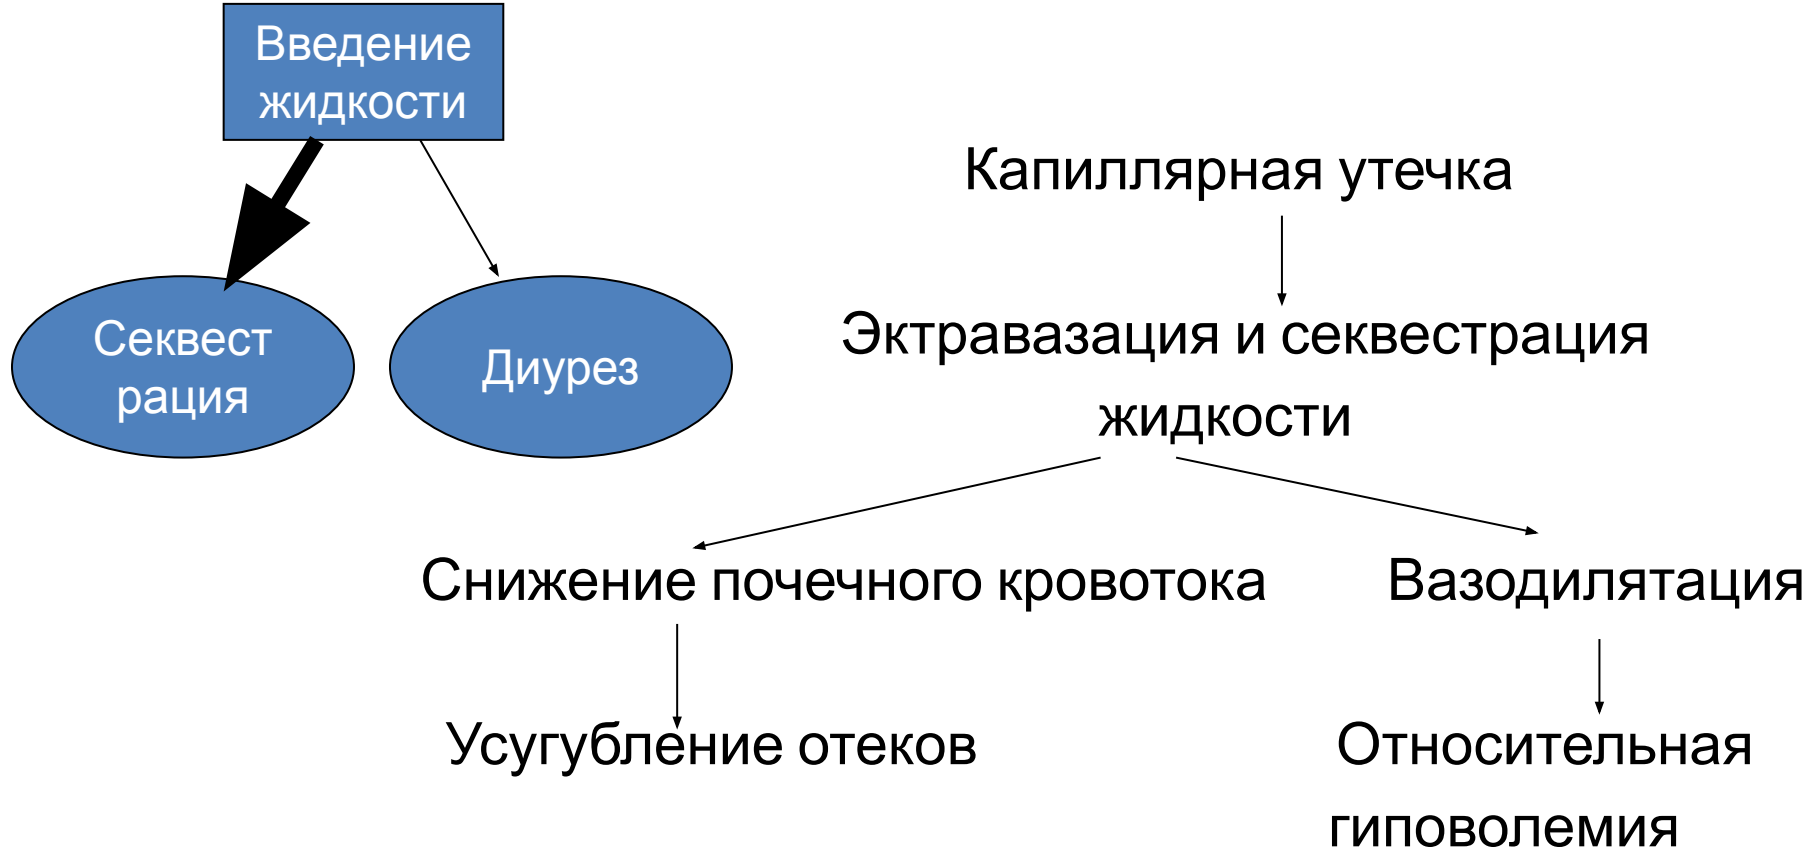 Введение
жидкости
Секвест
рация
Диурез
Капиллярная утечка
Эктравазация и секвестрация
жидкости
Снижение почечного кровотока
Вазодилятация
Усугубление отеков
Относительная
гиповолемия